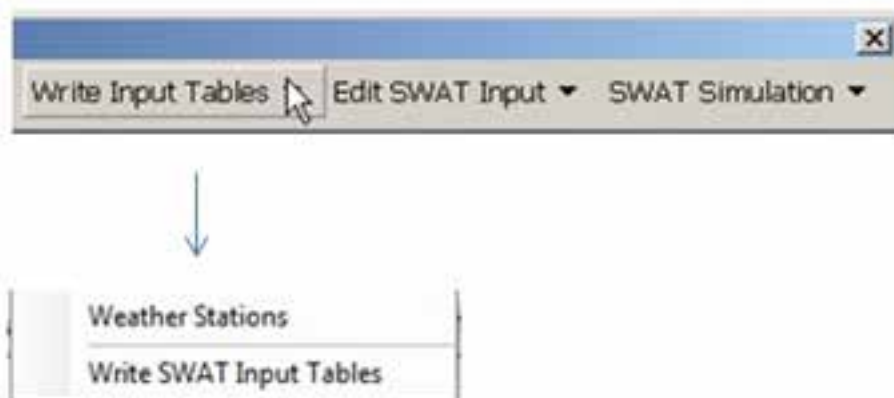 Write Input Tables Edit SWAT Input SWAT Simulation
Weather Stations
Write SWAT Input Tables